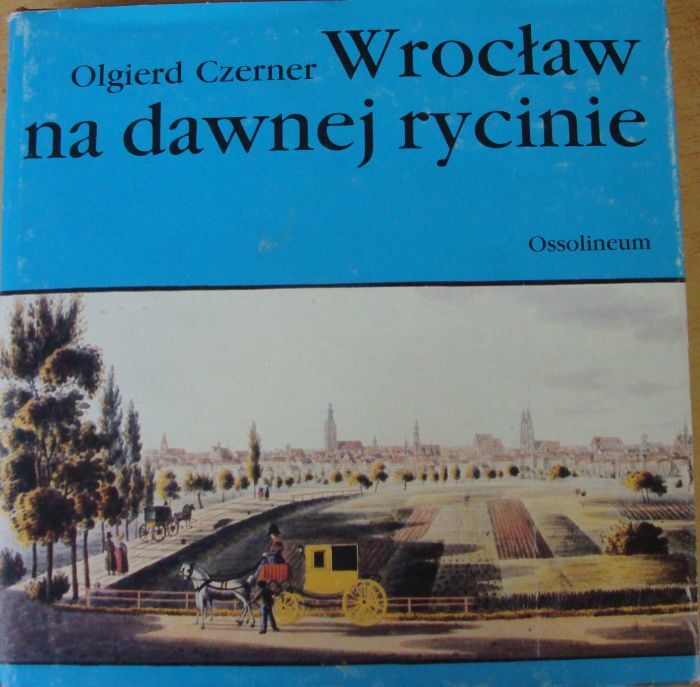 Olgierd Czerner Wrocław
na dawnej rycinie
Ossolineum